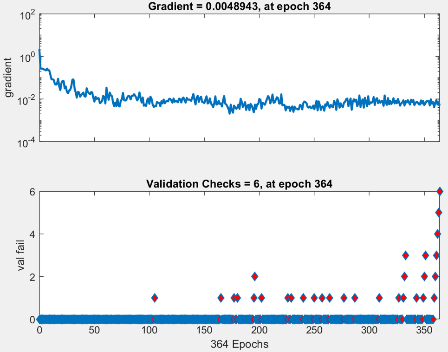 Gradient = 0.0048943, at epoch 364
10^2
10^0
10^-2
10^-4
gradient
Validation Checks = 6, at epoch 364
6
4
2
0
val fail
0 50 100 150 200 250 300 350
364 Epochs